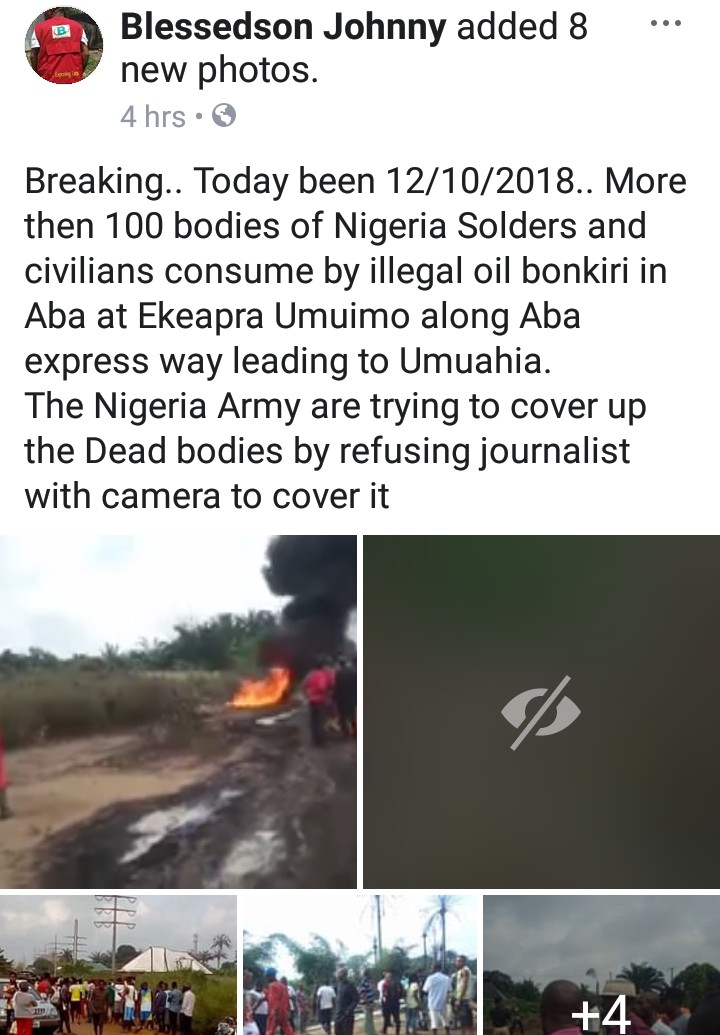 Blessedson Johnny added 8
new photos.
4 hrs
Breaking.. Today been 12/10/2018.. More
then 100 bodies of Nigeria Solders and
civilians consume by illegal oil bonkiri in
Aba at Ekeapra Umuimo along Aba
express way leading to Umuahia.
The Nigeria Army are trying to cover up
the Dead bodies by refusing journalist
with camera to cover it
+4